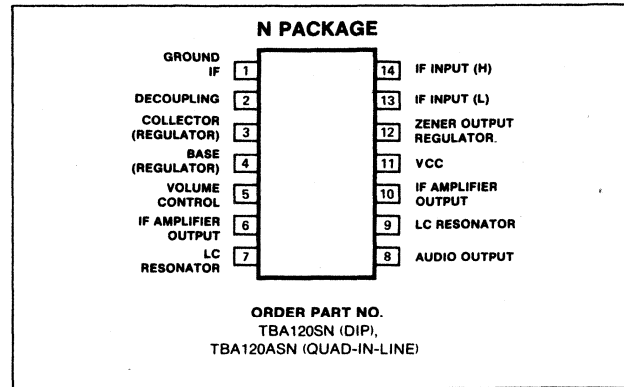 N PACKAGE
GROUND
IF
1
DECOUPLING
2
COLLECTOR
(REGULATOR)
3
BASE
(REGULATOR)
4
VOLUME
CONTROL
5
IF AMPLIFIER
OUTPUT
6
LC
RESONATOR
7
14
IF INPUT (H)
13
IF INPUT (L)
12
ZENER OUTPUT
REGULATOR.
11
VCC
10
IF AMPLIFIER
OUTPUT
9
LC RESONATOR
8
AUDIO OUTPUT
ORDER PART NO.
TBA120SN (DIP),
TBA120ASN (QUAD-IN-LINE)